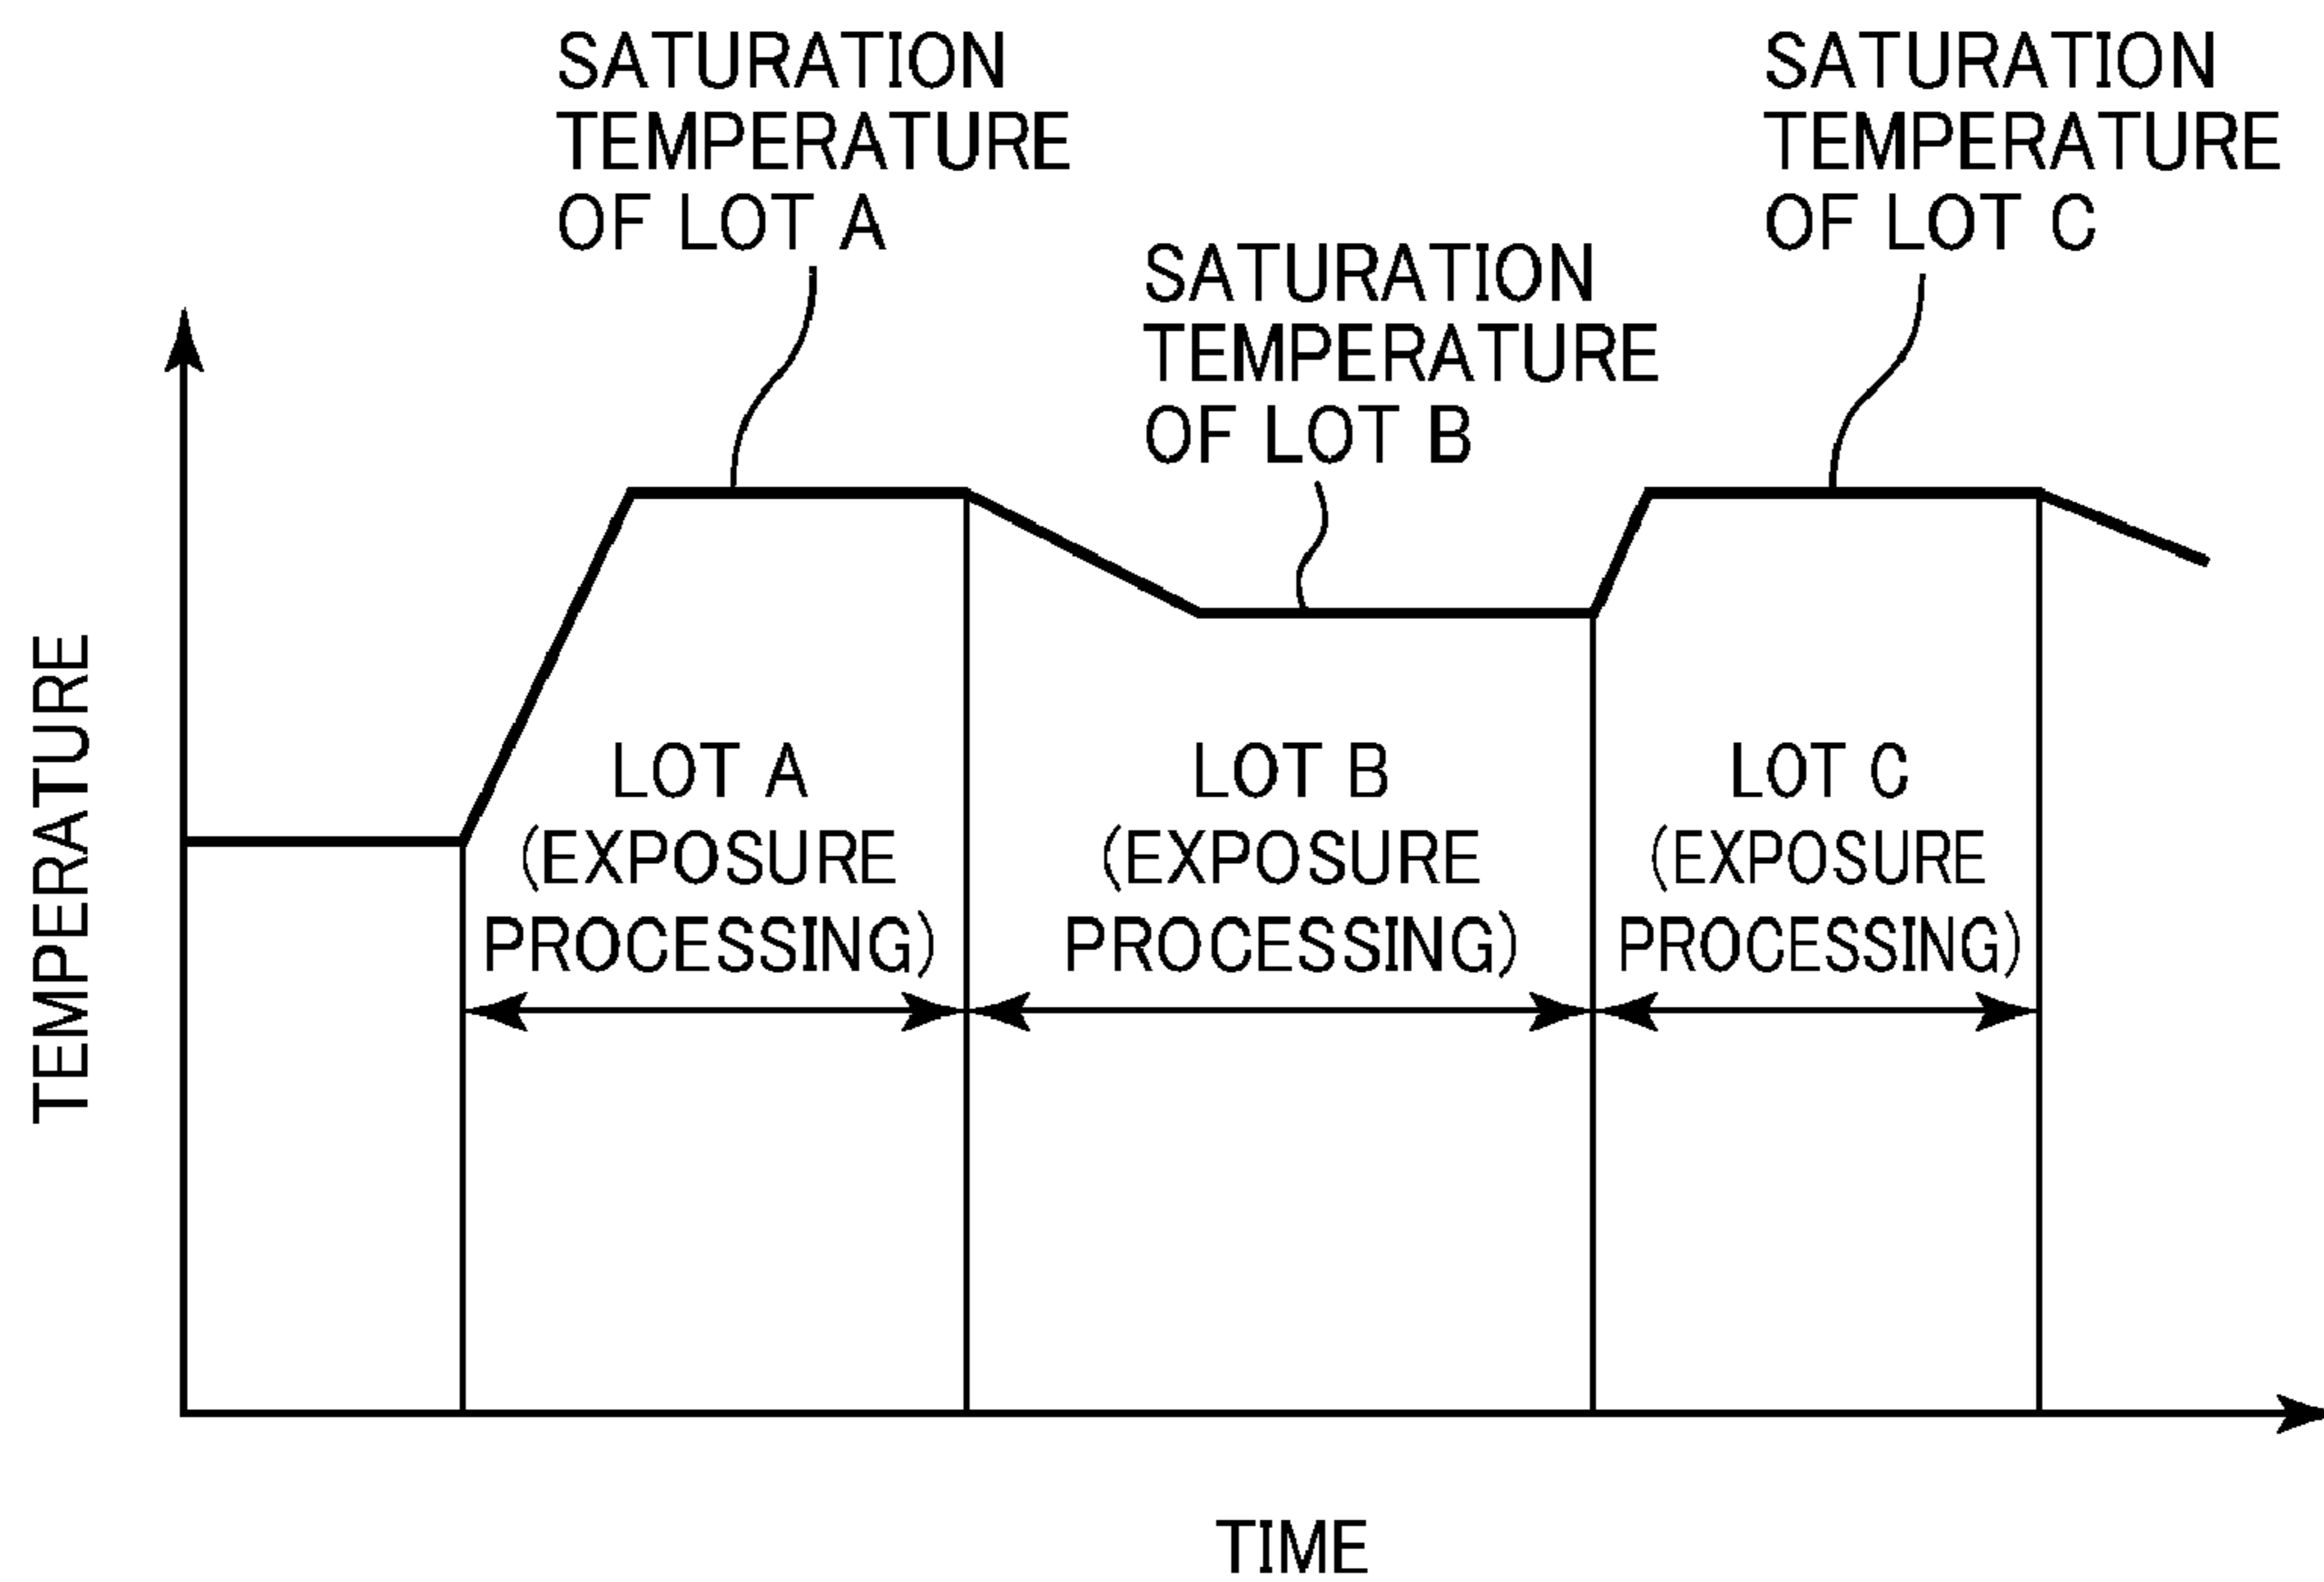 SATURATION
TEMPERATURE
OF LOT A
SATURATION
TEMPERATURE
OF LOT B
SATURATION
TEMPERATURE
OF LOT C
TEMPERATURE
LOT A
(EXPOSURE
PROCESSING)
LOT B
(EXPOSURE
PROCESSING)
LOT C
(EXPOSURE
PROCESSING)
TIME